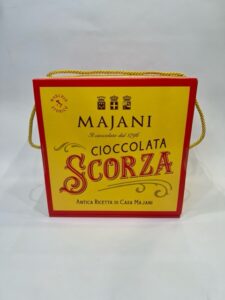 MAJANI
Il cioccolato dal 1796
CIOCCOLATA
SCORZA
ANTICA RICETTA DI CASA MAJANI